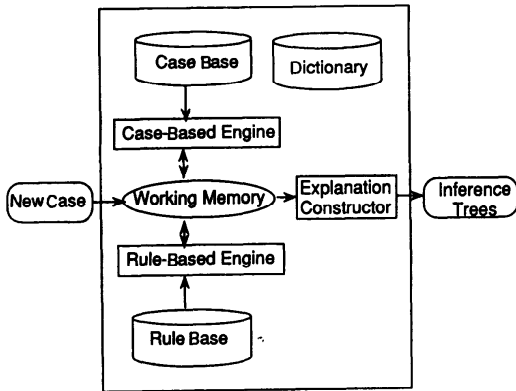 Case Base
Dictionary
Case-Based Engine
New Case
Working Memory
Explanation
Constructor
Inference
Trees
Rule-Based Engine
Rule Base